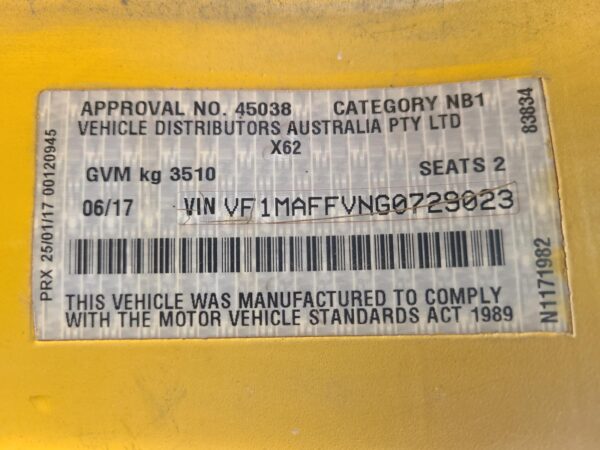 APPROVAL NO. 45038 CATEGORY NB1
VEHICLE DISTRIBUTORS AUSTRALIA PTY LTD
X62
GVM kg 3510 SEATS 2
06/17 VIN VF1MAFFVNG0729023
THIS VEHICLE WAS MANUFACTURED TO COMPLY
WITH THE MOTOR VEHICLE STANDARDS ACT 1989
PRX 25/01/17 00120945
83834
N1171982